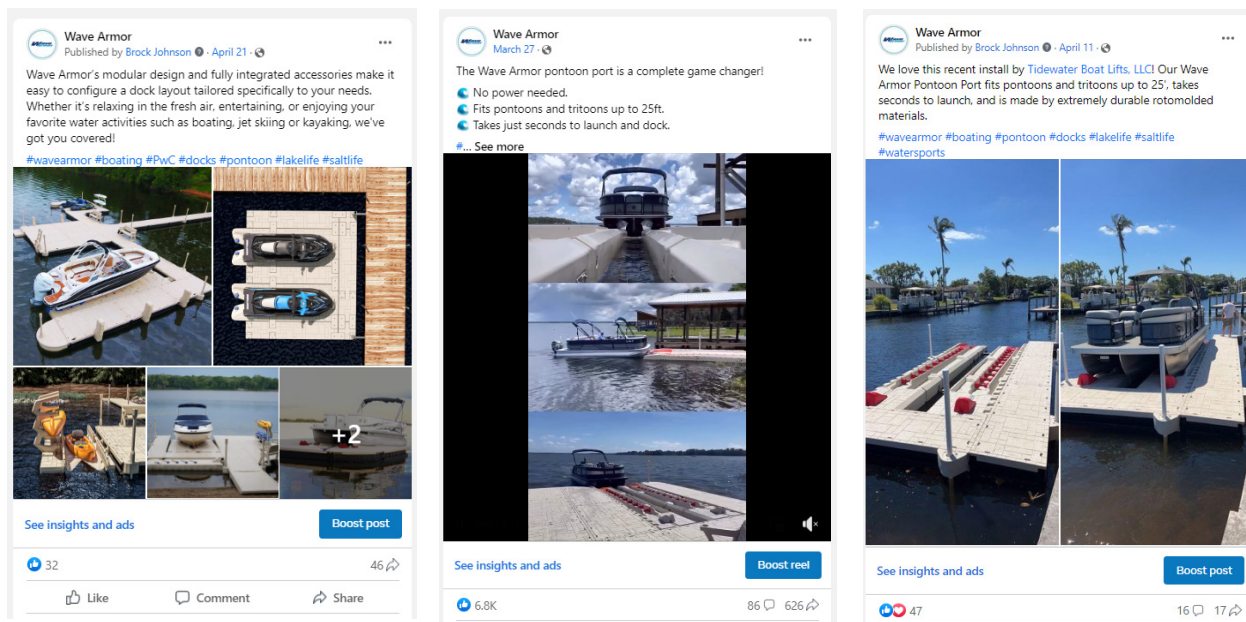 Wave Armor
Published by Brock Johnson · April 21 ·
Wave Armor's modular design and fully integrated accessories make it
easy to configure a dock layout tailored specifically to your needs.
Whether it's relaxing in the fresh air, entertaining, or enjoying your
favorite water activities such as boating, jet skiing or kayaking, we've
got you covered!
#wavearmor #boating #PwC #docks #pontoon #lakelife #saltlife
+2
See insights and ads
Boost post
32
46
Like
Comment
Share
Wave Armor
March 27 ·
The Wave Armor pontoon port is a complete game changer!
No power needed.
Fits pontoons and tritoons up to 25ft.
Takes just seconds to launch and dock.
#... See more
See insights and ads
Boost reel
6.8K
86
626
Wave Armor
Published by Brock Johnson · April 11 ·
We love this recent install by Tidewater Boat Lifts, LLC! Our Wave
Armor Pontoon Port fits pontoons and tritoons up to 25', takes
seconds to launch, and is made by extremely durable rotomolded
materials.
#wavearmor #boating #pontoon #docks #lakelife #saltlife
#watersports
See insights and ads
Boost post
47
16
17